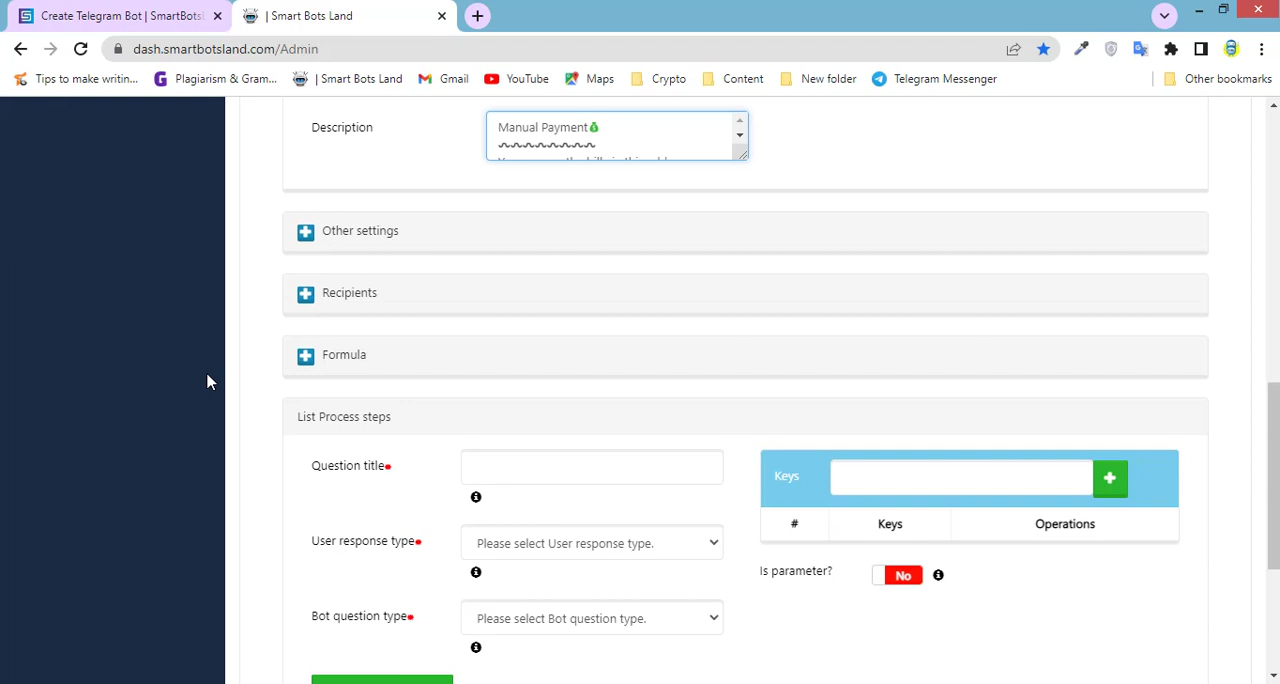 Create Telegram Bot | SmartBotsL
| Smart Bots Land
dash.smartbotsland.com/Admin
Tips to make writin...
Plagiarism & Gram...
| Smart Bots Land
Gmail
YouTube
Maps
Crypto
Content
New folder
Telegram Messenger
Other bookmarks
Description
Manual Payment
Other settings
Recipients
Formula
List Process steps
Question title
Keys
#
Keys
Operations
User response type
Please select User response type.
Is parameter?
No
Bot question type
Please select Bot question type.